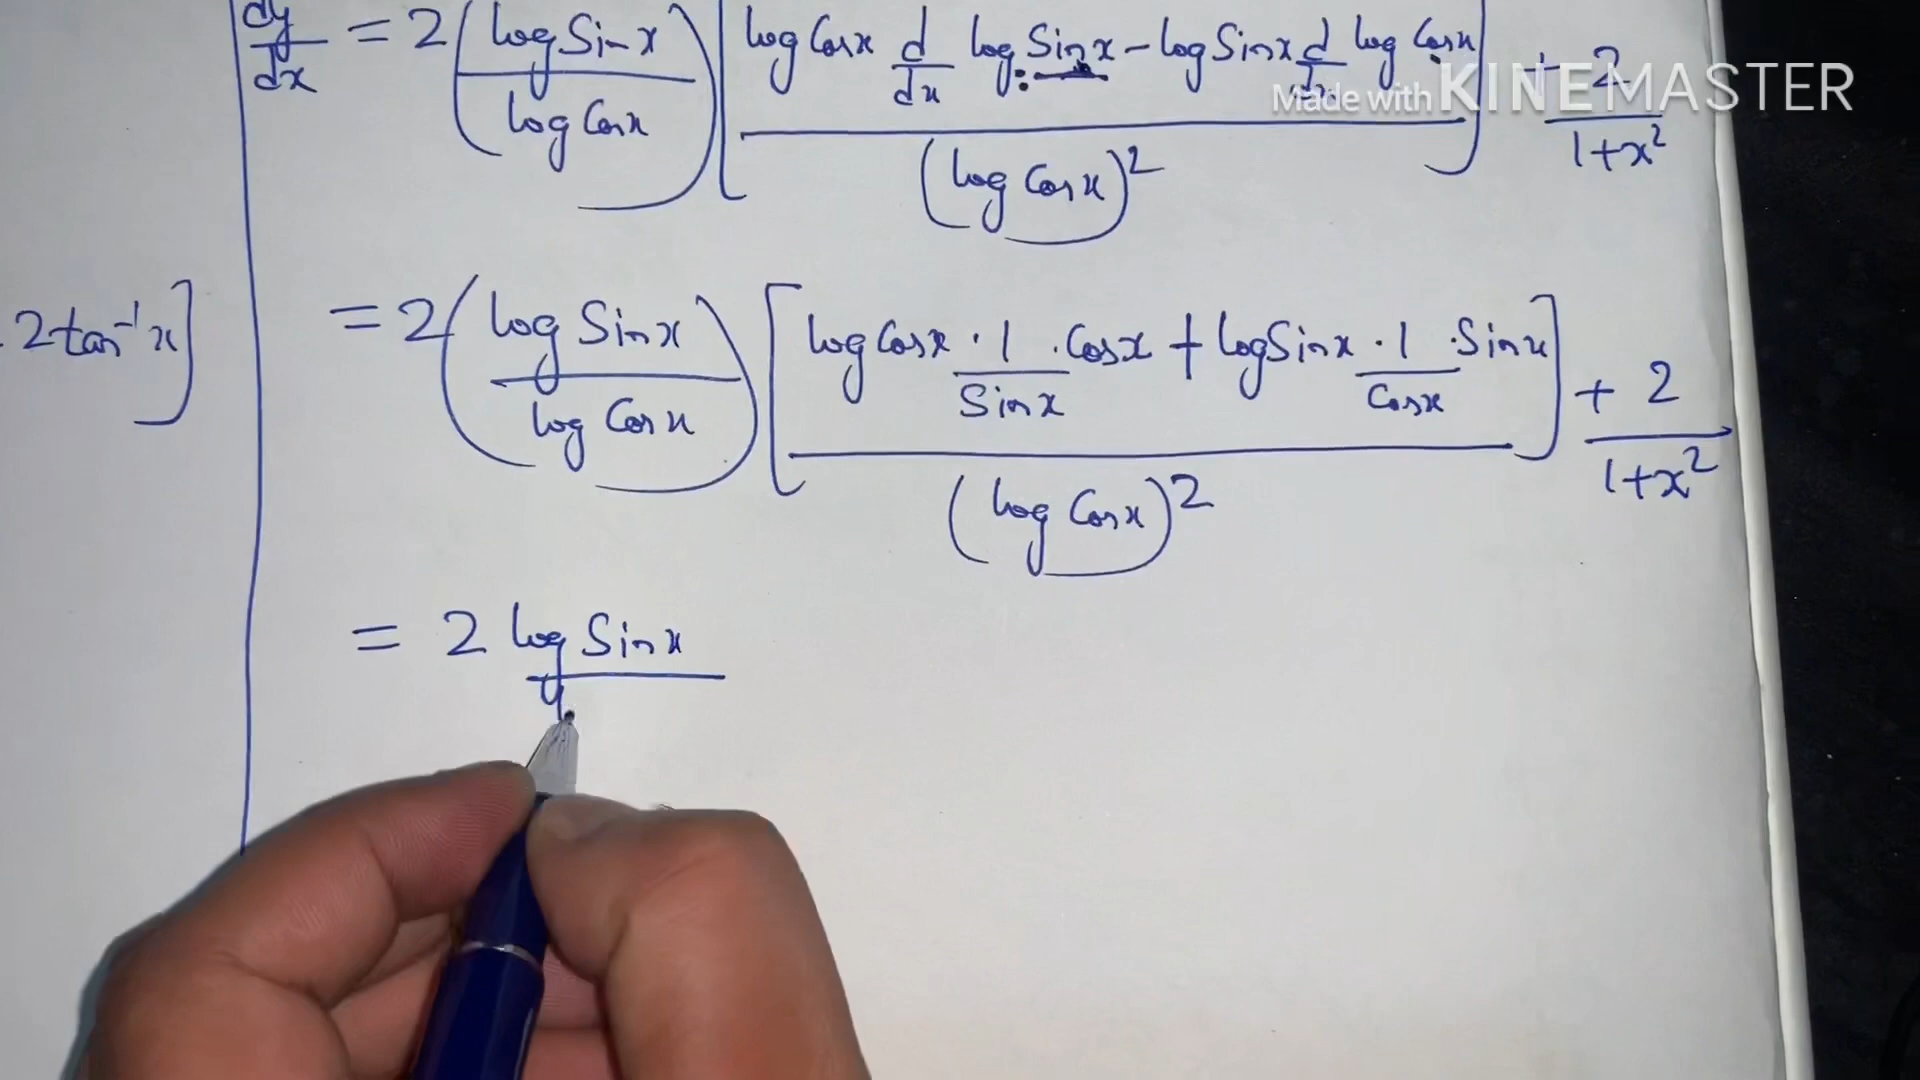 dy/dx = 2 (log Sin x / log Cos x) [log Cos x d/dx log Sin x - log Sin x d/dx log Cos x / (log Cos x)²] + 2 / 1+x²
Made with KINEMASTER
2 tan⁻¹ x]
= 2 (log Sin x / log Cos x) [log Cos x · 1/Sin x · Cos x + log Sin x · 1/Cos x · Sin x / (log Cos x)²] + 2 / 1+x²
= 2 log Sin x